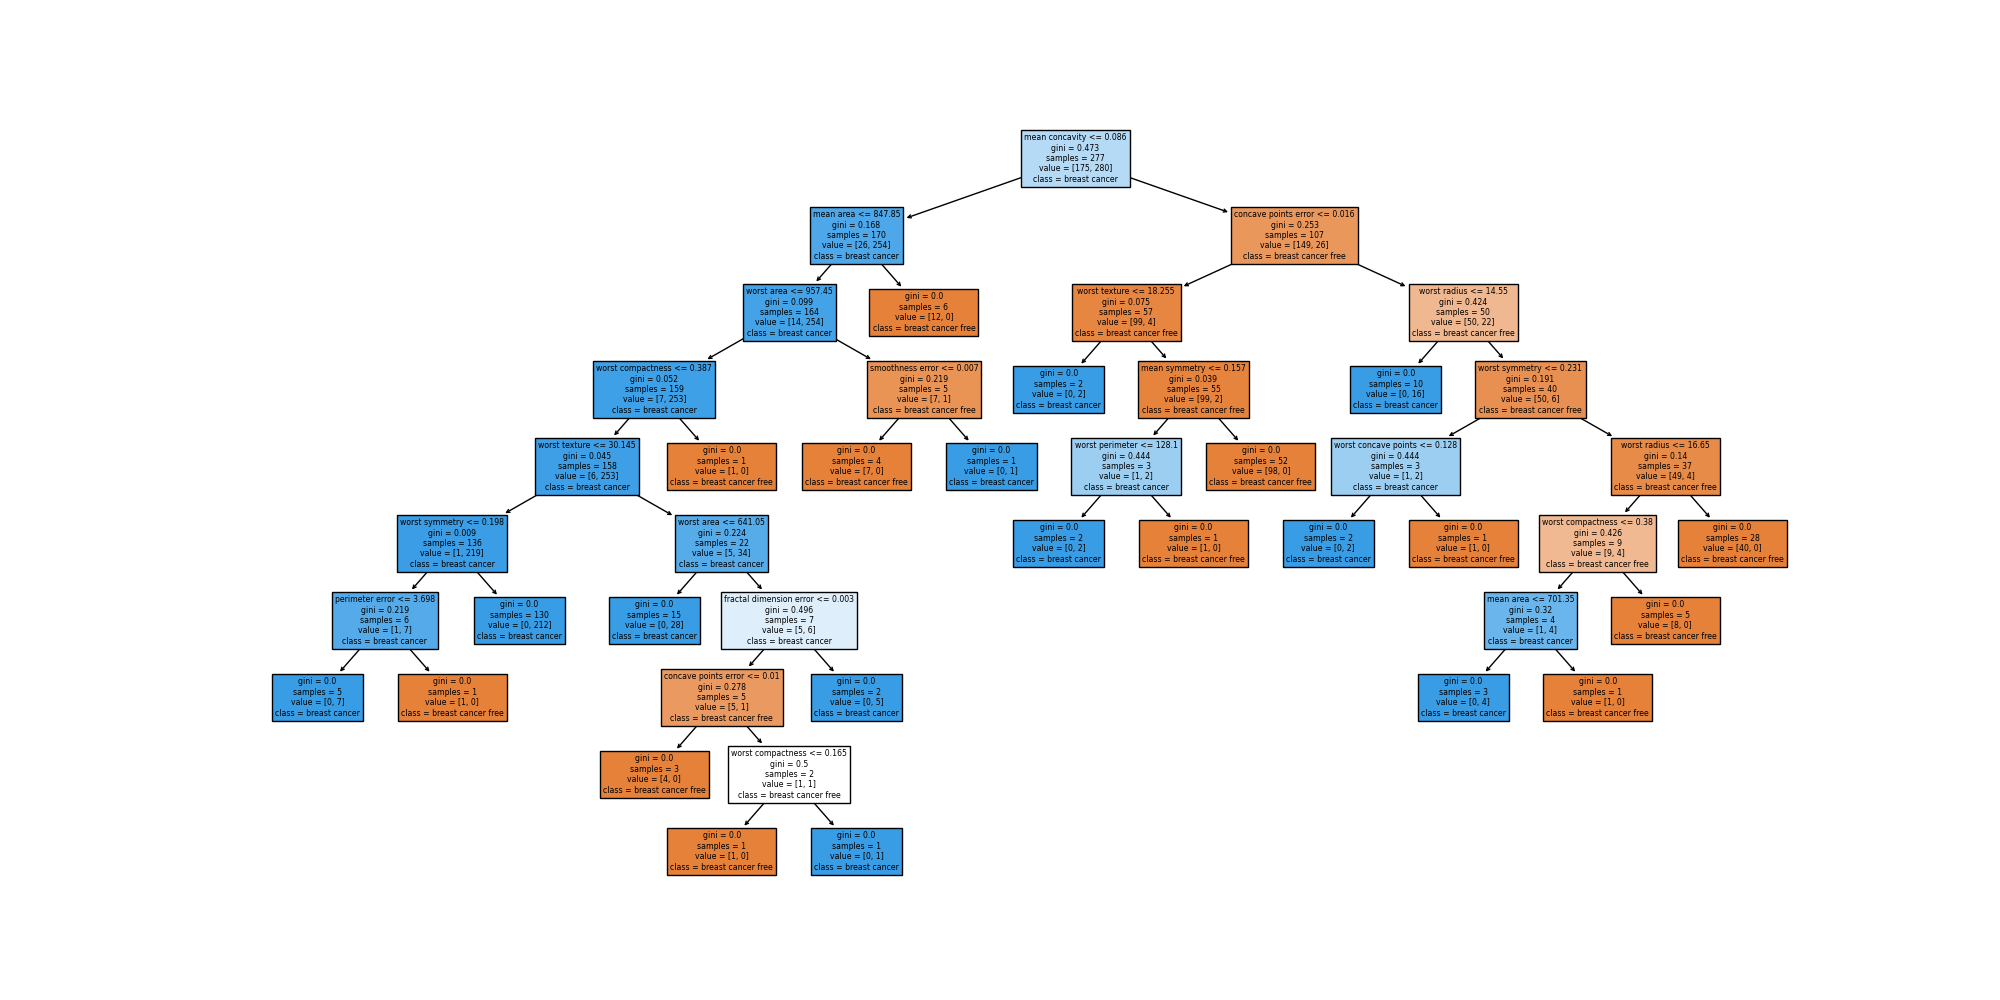 mean concavity <= 0.086
gini = 0.473
samples = 277
value = [175, 280]
class = breast cancer
mean area <= 847.85
gini = 0.168
samples = 170
value = [26, 254]
class = breast cancer
concave points error <= 0.016
gini = 0.253
samples = 107
value = [149, 26]
class = breast cancer free
worst area <= 957.45
gini = 0.099
samples = 164
value = [14, 254]
class = breast cancer
gini = 0.0
samples = 6
value = [12, 0]
class = breast cancer free
worst texture <= 18.255
gini = 0.075
samples = 57
value = [99, 4]
class = breast cancer free
worst radius <= 14.55
gini = 0.424
samples = 50
value = [50, 22]
class = breast cancer free
worst compactness <= 0.387
gini = 0.052
samples = 159
value = [7, 253]
class = breast cancer
smoothness error <= 0.007
gini = 0.219
samples = 5
value = [7, 1]
class = breast cancer free
gini = 0.0
samples = 2
value = [0, 2]
class = breast cancer
mean symmetry <= 0.157
gini = 0.039
samples = 55
value = [99, 2]
class = breast cancer free
gini = 0.0
samples = 10
value = [0, 16]
class = breast cancer
worst symmetry <= 0.231
gini = 0.191
samples = 40
value = [50, 6]
class = breast cancer free
worst texture <= 30.145
gini = 0.045
samples = 158
value = [6, 253]
class = breast cancer
gini = 0.0
samples = 1
value = [1, 0]
class = breast cancer free
gini = 0.0
samples = 4
value = [7, 0]
class = breast cancer free
gini = 0.0
samples = 1
value = [0, 1]
class = breast cancer
worst perimeter <= 128.1
gini = 0.444
samples = 3
value = [1, 2]
class = breast cancer
gini = 0.0
samples = 52
value = [98, 0]
class = breast cancer free
worst concave points <= 0.128
gini = 0.444
samples = 3
value = [1, 2]
class = breast cancer
worst radius <= 16.65
gini = 0.14
samples = 37
value = [49, 4]
class = breast cancer free
worst symmetry <= 0.198
gini = 0.009
samples = 136
value = [1, 219]
class = breast cancer
worst area <= 641.05
gini = 0.224
samples = 22
value = [5, 34]
class = breast cancer
gini = 0.0
samples = 2
value = [0, 2]
class = breast cancer
gini = 0.0
samples = 1
value = [1, 0]
class = breast cancer free
gini = 0.0
samples = 2
value = [0, 2]
class = breast cancer
gini = 0.0
samples = 1
value = [1, 0]
class = breast cancer free
worst compactness <= 0.38
gini = 0.426
samples = 9
value = [9, 4]
class = breast cancer free
gini = 0.0
samples = 28
value = [40, 0]
class = breast cancer free
perimeter error <= 3.698
gini = 0.219
samples = 6
value = [1, 7]
class = breast cancer
gini = 0.0
samples = 130
value = [0, 212]
class = breast cancer
gini = 0.0
samples = 15
value = [0, 28]
class = breast cancer
fractal dimension error <= 0.003
gini = 0.496
samples = 7
value = [5, 6]
class = breast cancer
mean area <= 701.35
gini = 0.32
samples = 4
value = [1, 4]
class = breast cancer
gini = 0.0
samples = 5
value = [8, 0]
class = breast cancer free
gini = 0.0
samples = 5
value = [0, 7]
class = breast cancer
gini = 0.0
samples = 1
value = [1, 0]
class = breast cancer free
concave points error <= 0.01
gini = 0.278
samples = 5
value = [5, 1]
class = breast cancer free
gini = 0.0
samples = 2
value = [0, 5]
class = breast cancer
gini = 0.0
samples = 3
value = [0, 4]
class = breast cancer
gini = 0.0
samples = 1
value = [1, 0]
class = breast cancer free
gini = 0.0
samples = 3
value = [4, 0]
class = breast cancer free
worst compactness <= 0.165
gini = 0.5
samples = 2
value = [1, 1]
class = breast cancer free
gini = 0.0
samples = 1
value = [1, 0]
class = breast cancer free
gini = 0.0
samples = 1
value = [0, 1]
class = breast cancer